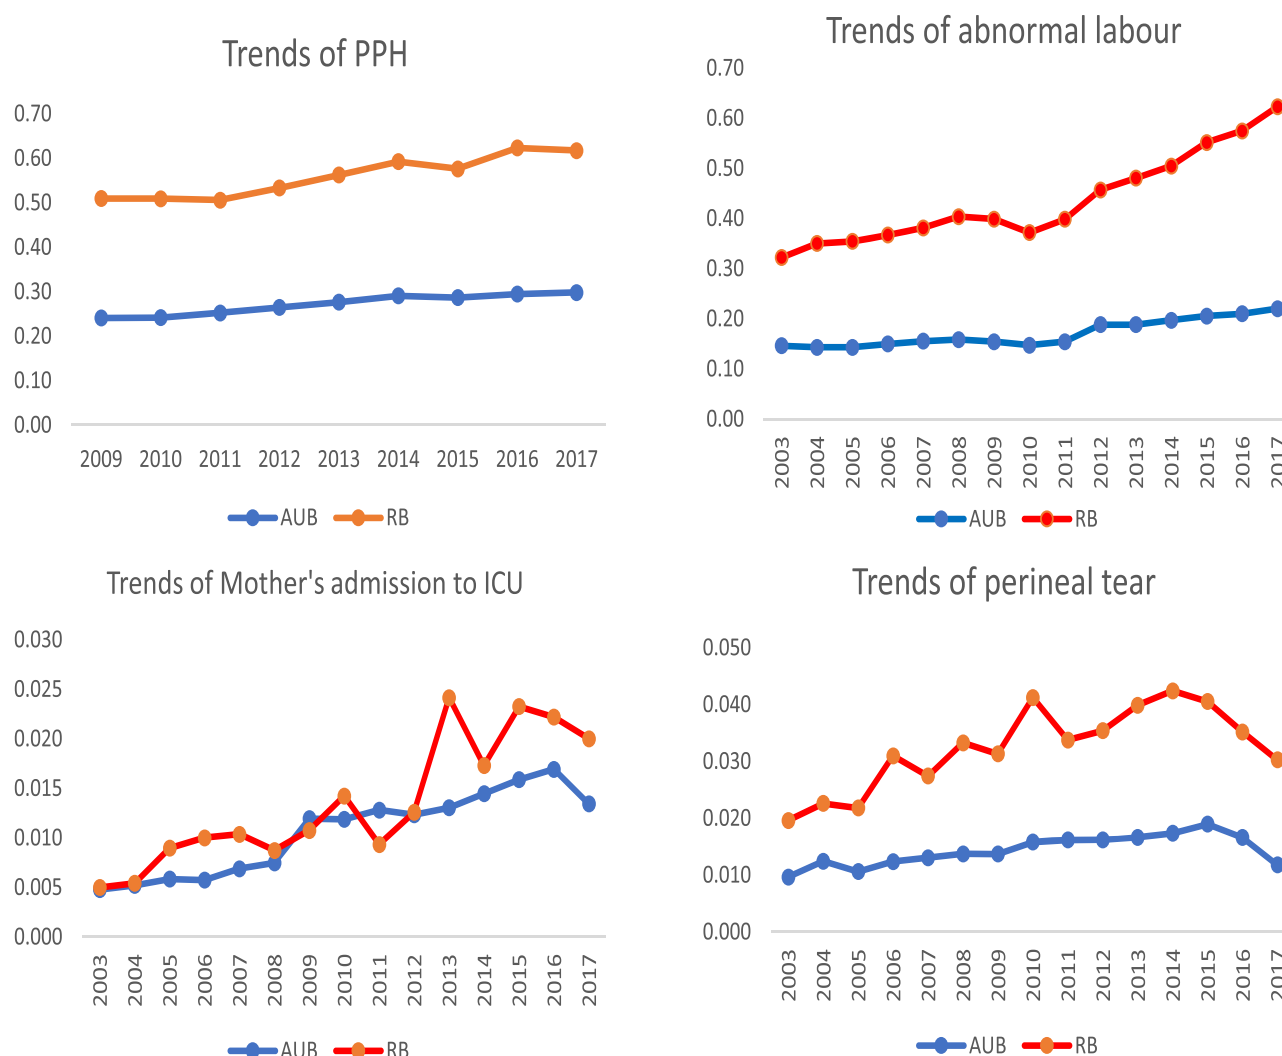 Trends of PPH
0.70
0.60
0.50
0.40
0.30
0.20
0.10
0.00
2009 2010 2011 2012 2013 2014 2015 2016 2017
AUB RB
Trends of abnormal labour
0.70
0.60
0.50
0.40
0.30
0.20
0.10
0.00
2003 2004 2005 2006 2007 2008 2009 2010 2011 2012 2013 2014 2015 2016 2017
AUB RB
Trends of Mother's admission to ICU
0.030
0.025
0.020
0.015
0.010
0.005
0.000
2003 2004 2005 2006 2007 2008 2009 2010 2011 2012 2013 2014 2015 2016 2017
AUB RB
Trends of perineal tear
0.050
0.040
0.030
0.020
0.010
0.000
2003 2004 2005 2006 2007 2008 2009 2010 2011 2012 2013 2014 2015 2016 2017
AUB RB